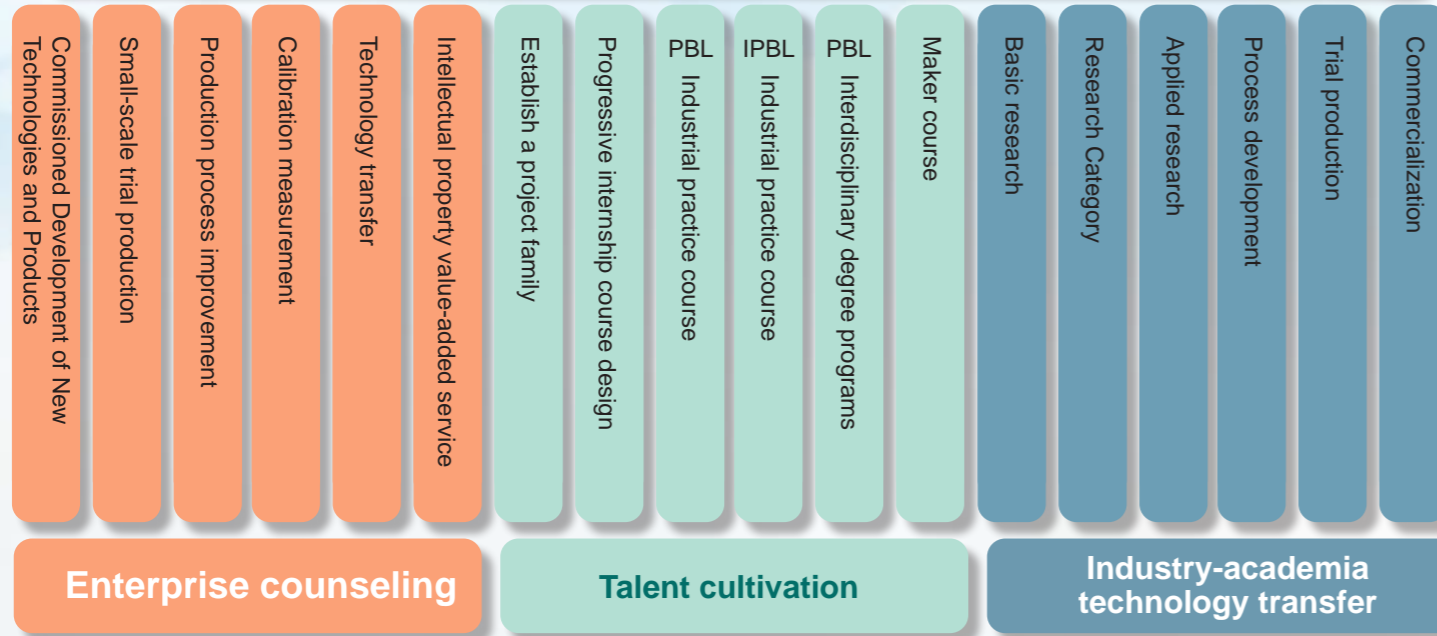 Commissioned Development of New
Technologies and Products
Small-scale trial production
Production process improvement
Calibration measurement
Technology transfer
Intellectual property value-added service
Establish a project family
Progressive internship course design
PBL Industrial practice course
IPBL Industrial practice course
PBL Interdisciplinary degree programs
Maker course
Basic research
Research Category
Applied research
Process development
Trial production
Commercialization
Enterprise counseling
Talent cultivation
Industry-academia
technology transfer